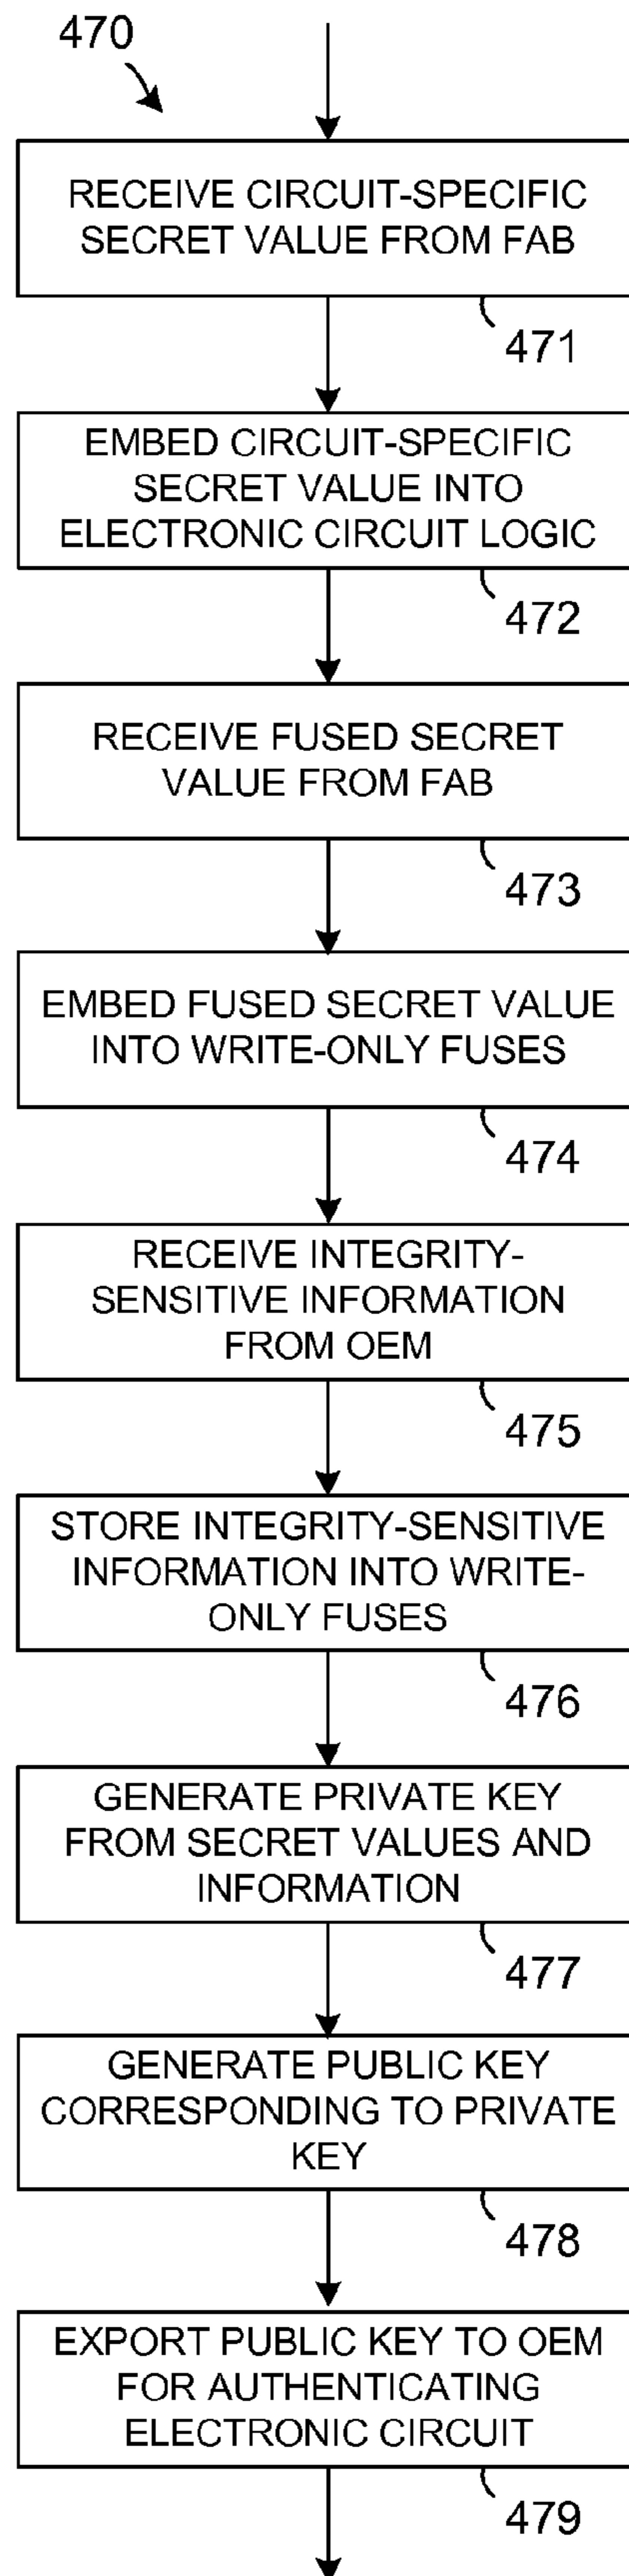 470
RECEIVE CIRCUIT-SPECIFIC
SECRET VALUE FROM FAB
471
EMBED CIRCUIT-SPECIFIC
SECRET VALUE INTO
ELECTRONIC CIRCUIT LOGIC
472
RECEIVE FUSED SECRET
VALUE FROM FAB
473
EMBED FUSED SECRET VALUE
INTO WRITE-ONLY FUSES
474
RECEIVE INTEGRITY-
SENSITIVE INFORMATION
FROM OEM
475
STORE INTEGRITY-SENSITIVE
INFORMATION INTO WRITE-
ONLY FUSES
476
GENERATE PRIVATE KEY
FROM SECRET VALUES AND
INFORMATION
477
GENERATE PUBLIC KEY
CORRESPONDING TO PRIVATE
KEY
478
EXPORT PUBLIC KEY TO OEM
FOR AUTHENTICATING
ELECTRONIC CIRCUIT
479